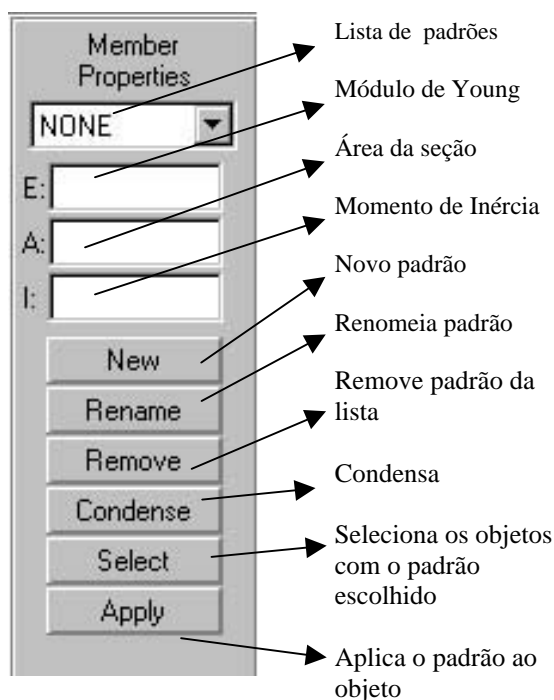 Member
Properties
NONE
E:
A:
I:
New
Rename
Remove
Condense
Select
Apply
Lista de padrões
Módulo de Young
Área da seção
Momento de Inércia
Novo padrão
Renomeia padrão
Remove padrão da
lista
Condensa
Seleciona os objetos
com o padrão
escolhido
Aplica o padrão ao
objeto